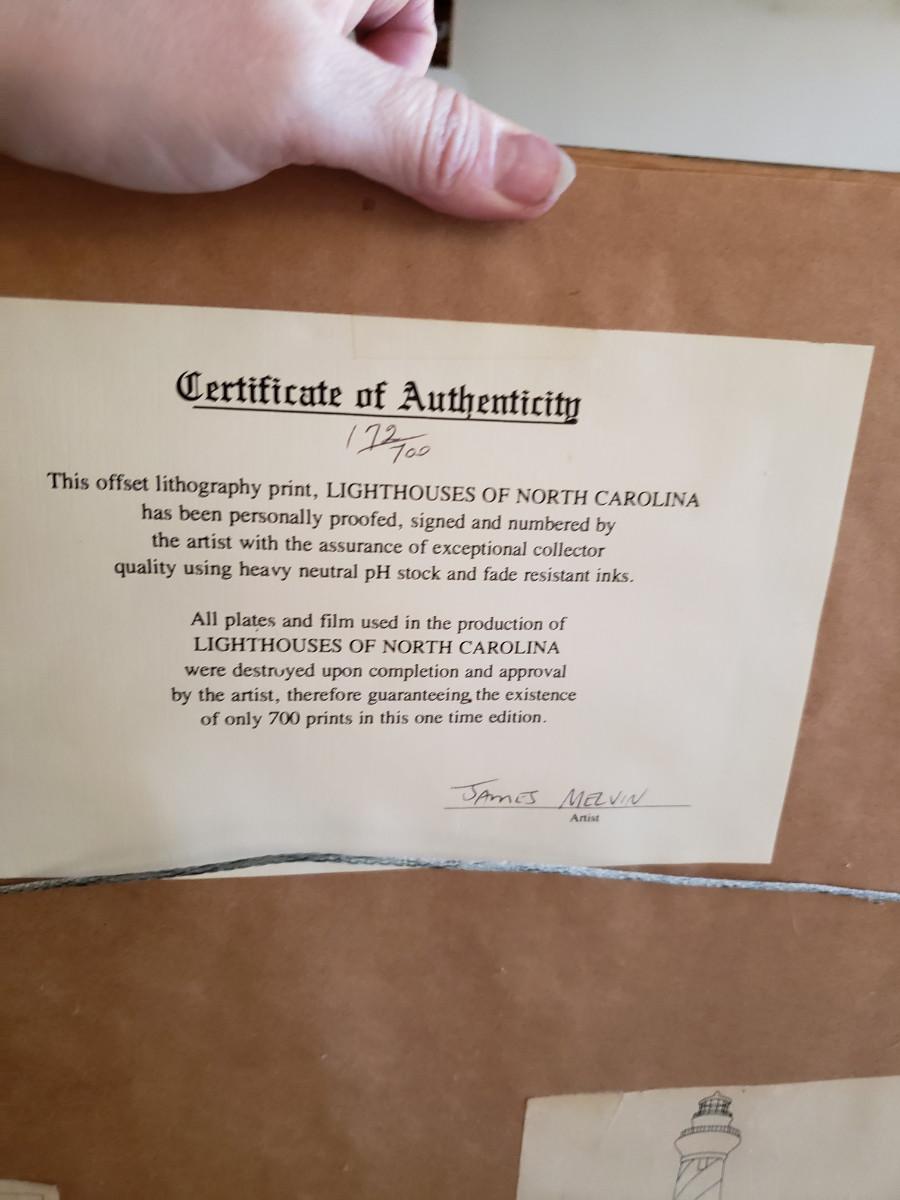 Certificate of Authenticity
172/700
This offset lithography print, LIGHTHOUSES OF NORTH CAROLINA
has been personally proofed, signed and numbered by
the artist with the assurance of exceptional collector
quality using heavy neutral pH stock and fade resistant inks.
All plates and film used in the production of
LIGHTHOUSES OF NORTH CAROLINA
were destroyed upon completion and approval
by the artist, therefore guaranteeing the existence
of only 700 prints in this one time edition.
JAMES MELVIN
Artist